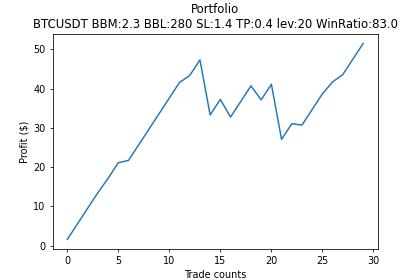 Portfolio
BTCUSDT BBM:2.3 BBL:280 SL:1.4 TP:0.4 lev:20 WinRatio:83.0
50
40
30
20
10
0
Profit ($)
0 5 10 15 20 25 30
Trade counts